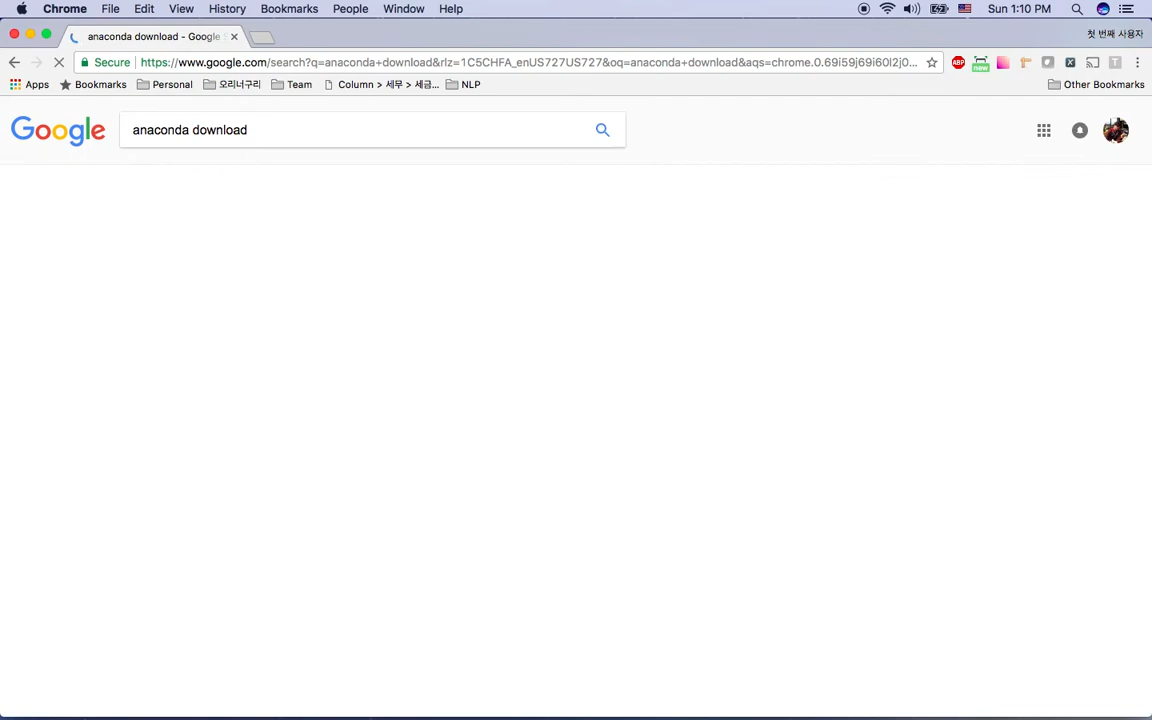 Chrome File Edit View History Bookmarks People Window Help Sun 1:10 PM
anaconda download - Google S 첫 번째 사용자
Secure https://www.google.com/search?q=anaconda+download&rlz=1C5CHFA_enUS727US727&oq=anaconda+download&aqs=chrome.0.69i59j69i60l2j0...
ABP new T
Apps Bookmarks Personal 오리너구리 Team Column > 세무 > 세금... NLP Other Bookmarks
Google anaconda download